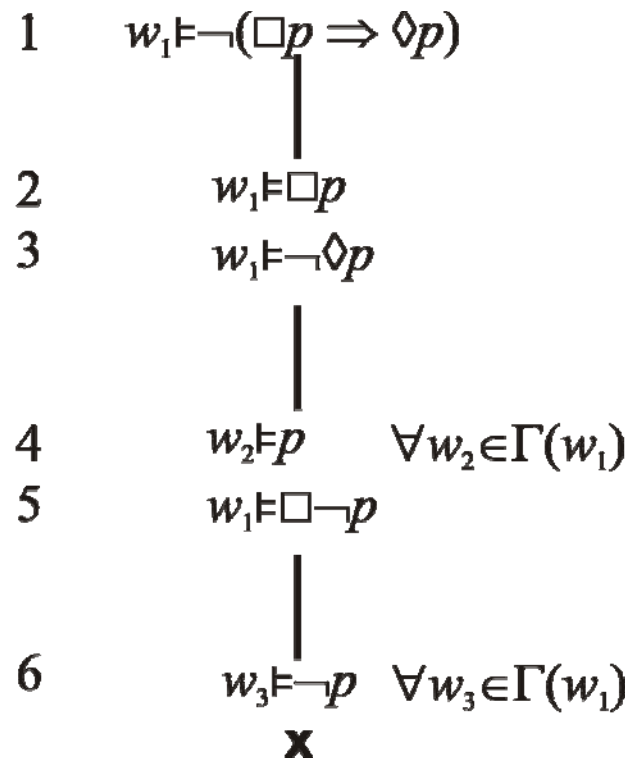 1 w₁⊨¬(□p ⇒ ◊p)
2 w₁⊨□p
3 w₁⊨¬◊p
4 w₂⊨p ∀w₂∈Γ(w₁)
5 w₁⊨□¬p
6 w₃⊨¬p ∀w₃∈Γ(w₁)
x